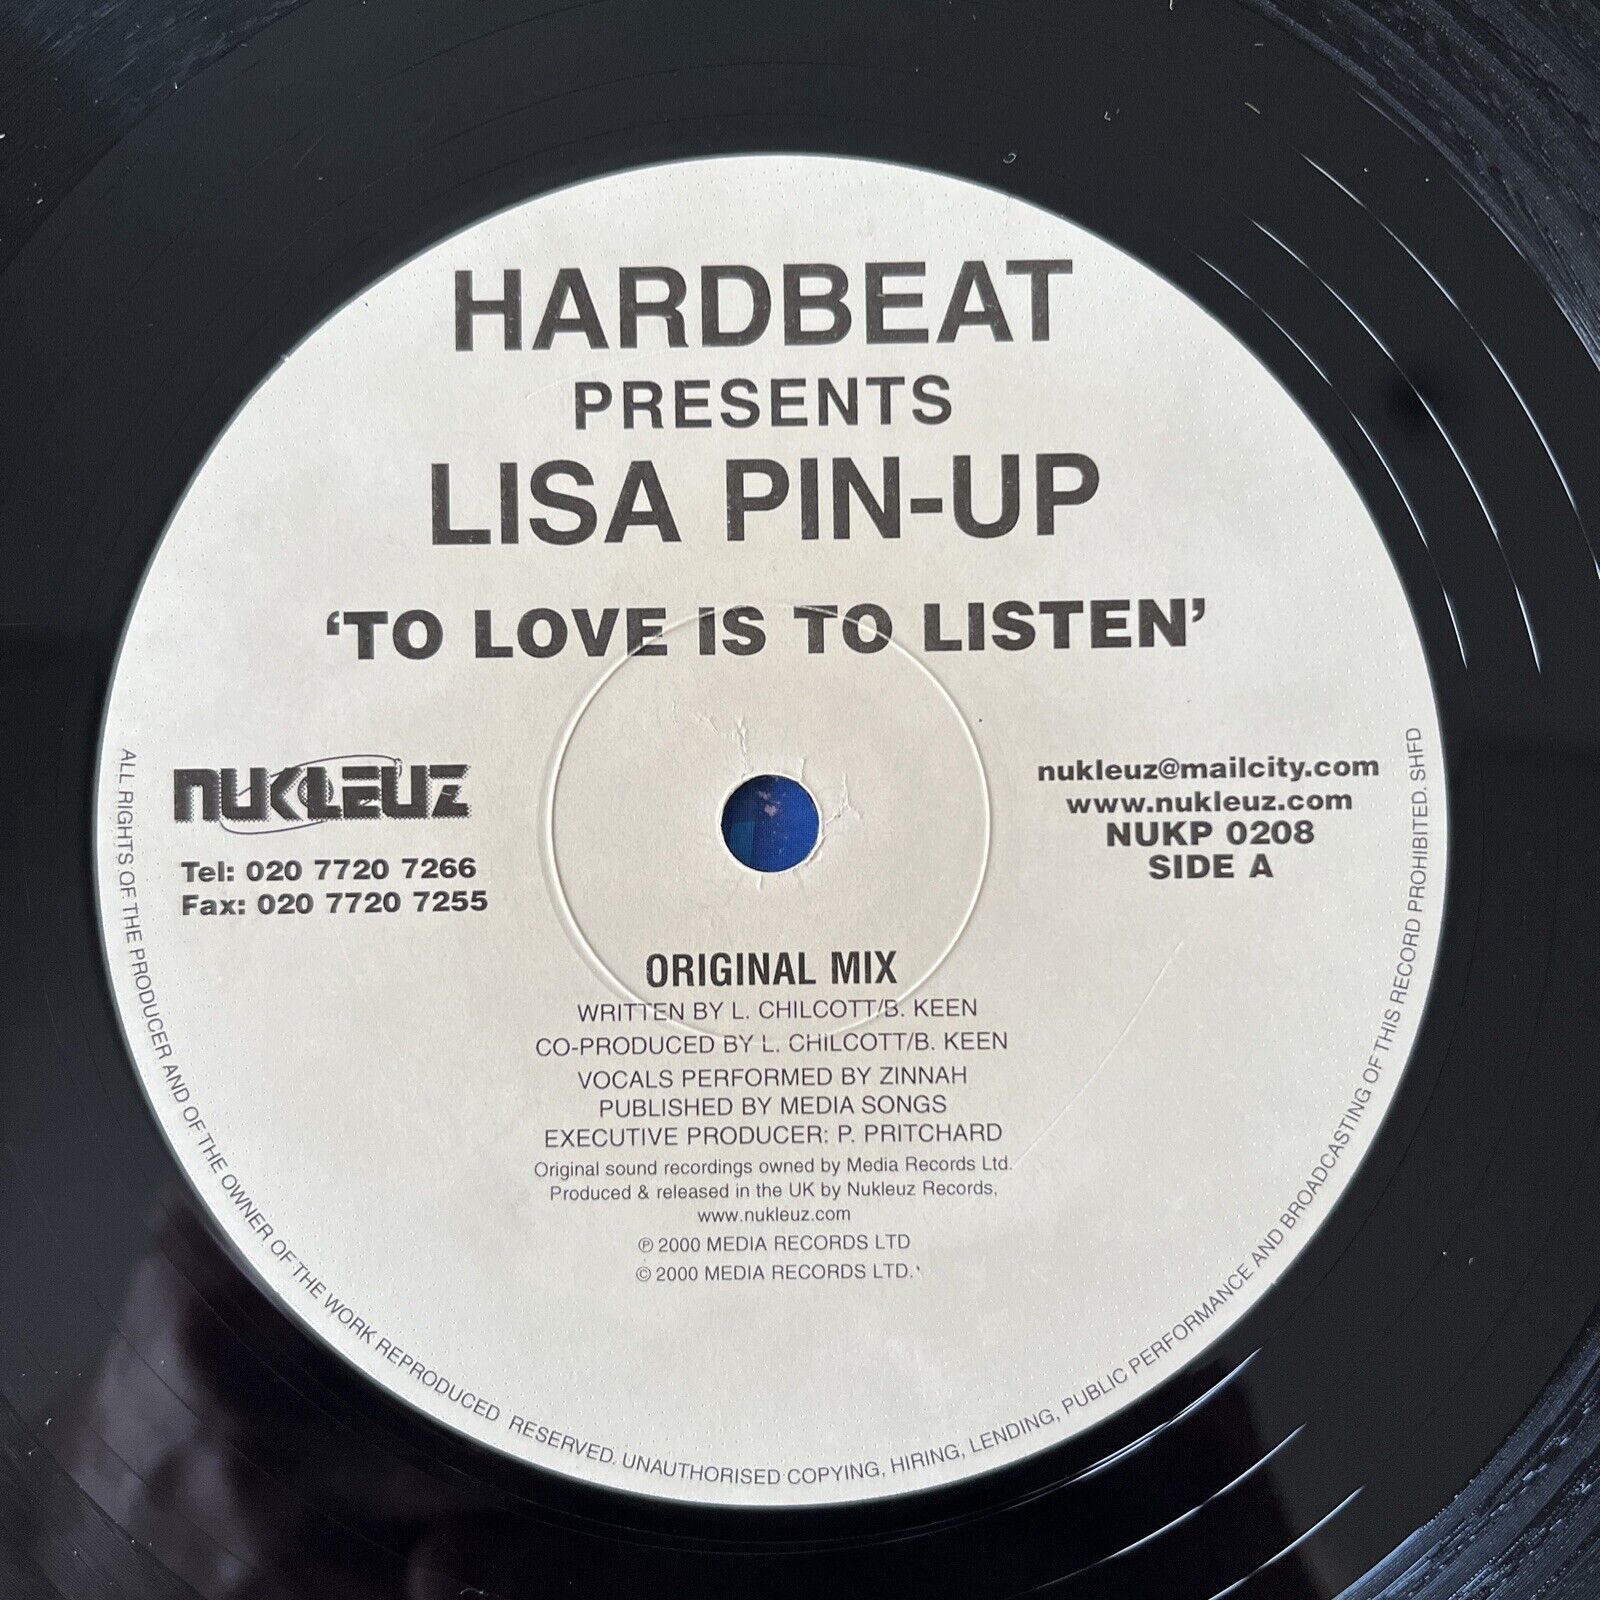 HARDBEAT
PRESENTS
LISA PIN-UP
‘TO LOVE IS TO LISTEN’
NUKLEUZ
Tel: 020 7720 7266
Fax: 020 7720 7255
nukleuz@mailcity.com
www.nukleuz.com
NUKP 0208
SIDE A
ORIGINAL MIX
WRITTEN BY L. CHILCOTT/B. KEEN
CO-PRODUCED BY L. CHILCOTT/B. KEEN
VOCALS PERFORMED BY ZINNAH
PUBLISHED BY MEDIA SONGS
EXECUTIVE PRODUCER: P. PRITCHARD
Original sound recordings owned by Media Records Ltd.
Produced & released in the UK by Nukleuz Records,
www.nukleuz.com
℗ 2000 MEDIA RECORDS LTD
© 2000 MEDIA RECORDS LTD.
ALL RIGHTS OF THE PRODUCER AND OF THE OWNER OF THE WORK REPRODUCED RESERVED. UNAUTHORISED COPYING, HIRING, LENDING, PUBLIC PERFORMANCE AND BROADCASTING OF THIS RECORD PROHIBITED. SHFD